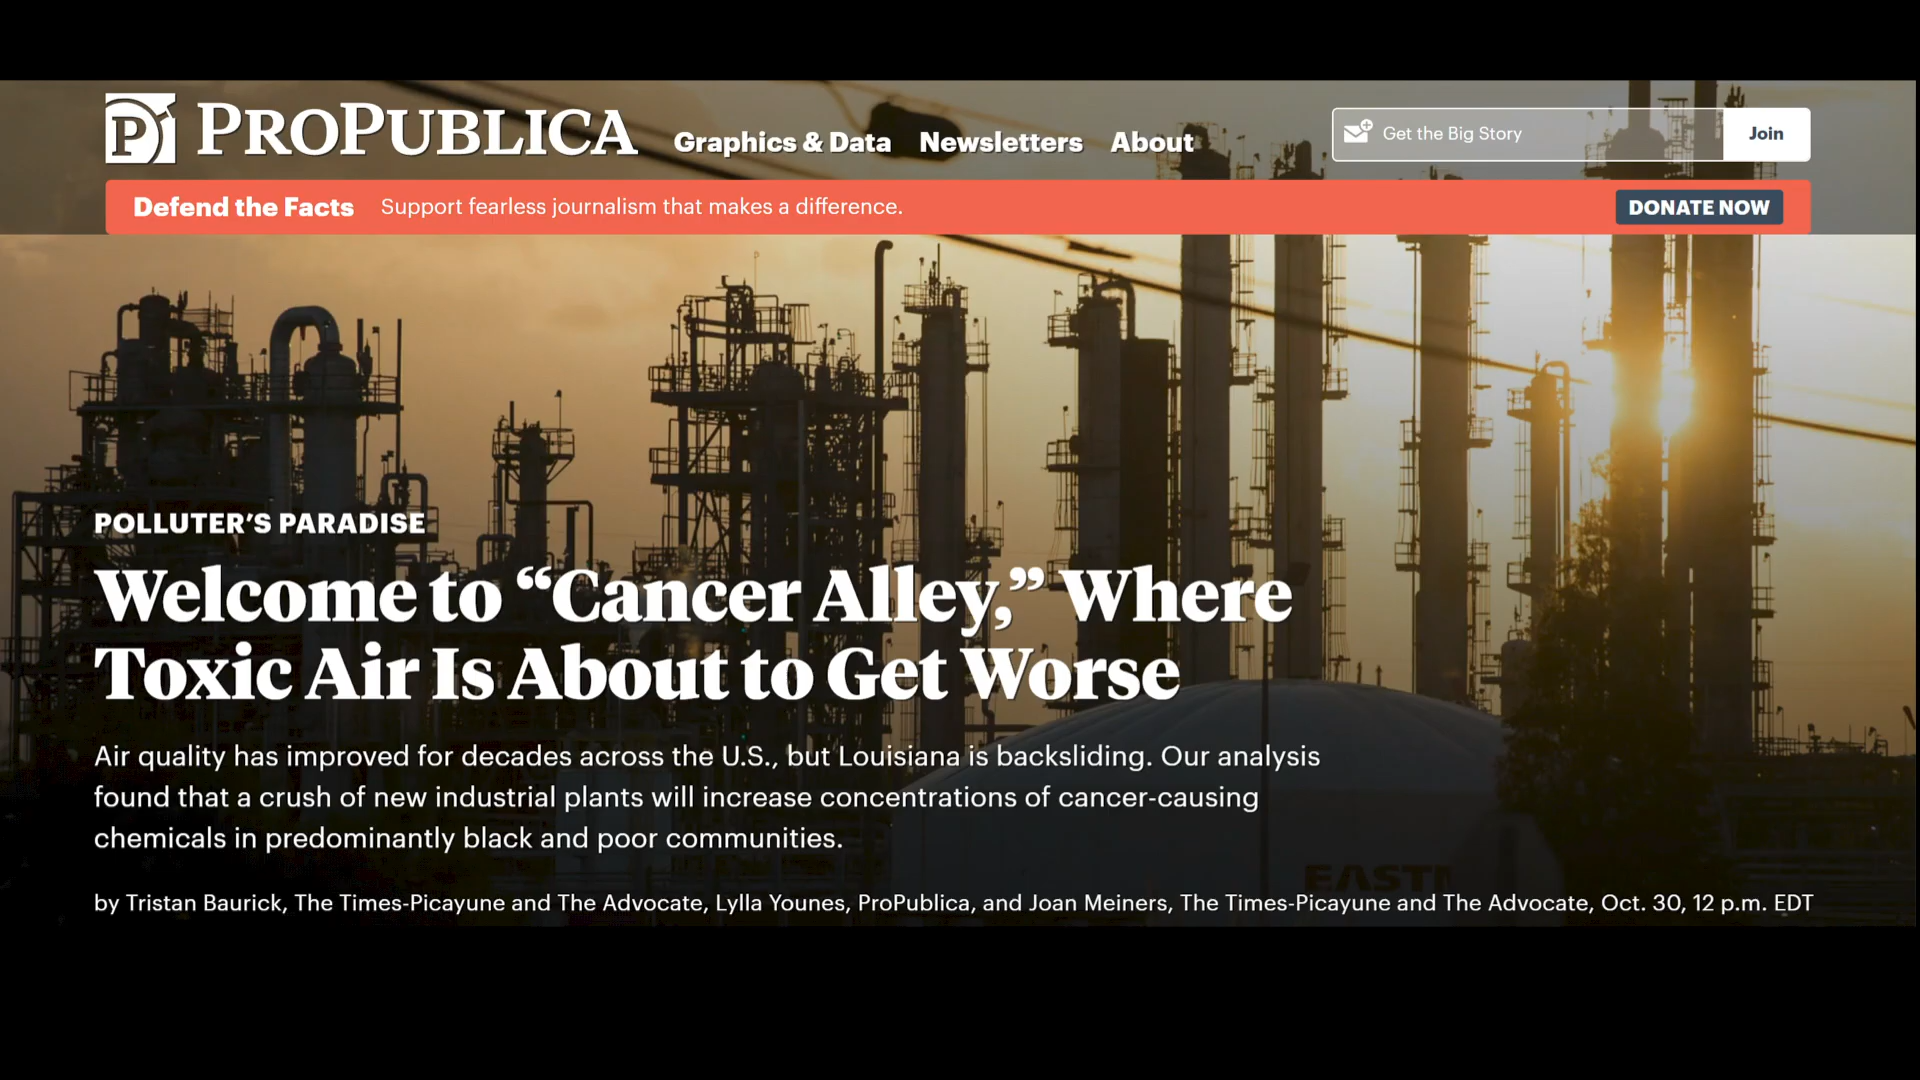 PROPUBLICA
Graphics & Data Newsletters About
Get the Big Story Join
Defend the Facts Support fearless journalism that makes a difference. DONATE NOW
POLLUTER’S PARADISE
Welcome to “Cancer Alley,” Where
Toxic Air Is About to Get Worse
Air quality has improved for decades across the U.S., but Louisiana is backsliding. Our analysis
found that a crush of new industrial plants will increase concentrations of cancer-causing
chemicals in predominantly black and poor communities.
EAST
by Tristan Baurick, The Times-Picayune and The Advocate, Lylla Younes, ProPublica, and Joan Meiners, The Times-Picayune and The Advocate, Oct. 30, 12 p.m. EDT